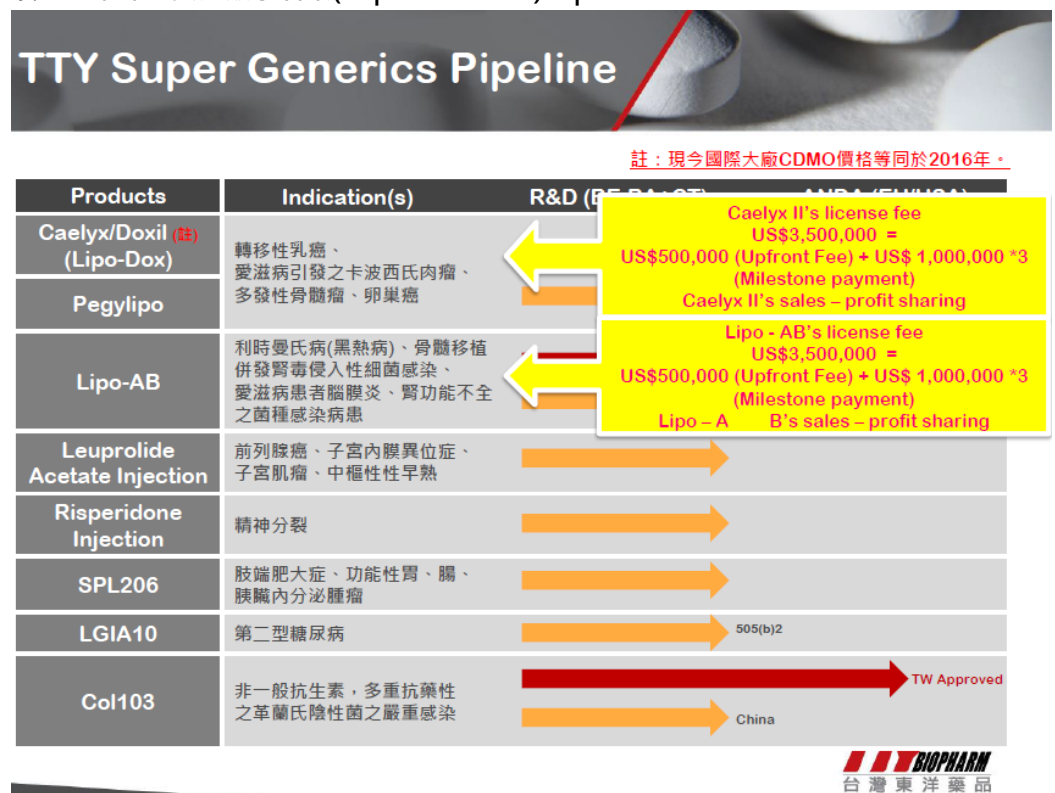 TTY Super Generics Pipeline
註：現今國際大廠CDMO價格等同於2016年。
Products
Indication(s)
R&D
Caelyx/Doxil (註)
(Lipo-Dox)
轉移性乳癌、
愛滋病引發之卡波西氏肉瘤、
多發性骨髓瘤、卵巢癌
Caelyx II's license fee
US$3,500,000 =
US$500,000 (Upfront Fee) + US$ 1,000,000 *3
(Milestone payment)
Caelyx II's sales – profit sharing
Pegylipo
Lipo-AB
利時曼氏病(黑熱病)、骨髓移植
併發腎毒侵入性細菌感染、
愛滋病患者腦膜炎、腎功能不全
之菌種感染病患
Lipo - AB's license fee
US$3,500,000 =
US$500,000 (Upfront Fee) + US$ 1,000,000 *3
(Milestone payment)
Lipo – A B's sales – profit sharing
Leuprolide
Acetate Injection
前列腺癌、子宮內膜異位症、
子宮肌瘤、中樞性性早熟
Risperidone
Injection
精神分裂
SPL206
肢端肥大症、功能性胃、腸、
胰臟內分泌腫瘤
LGIA10
第二型糖尿病
505(b)2
Col103
非一般抗生素，多重抗藥性
之革蘭氏陰性菌之嚴重感染
TW Approved
China
TTY BIOPHARM
台灣東洋藥品